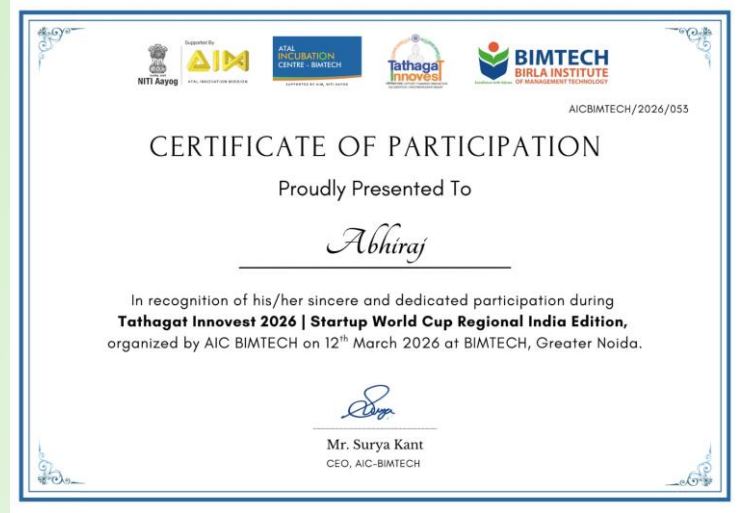 Supported By
NITI Aayog
AIM
ATAL INNOVATION MISSION
ATAL
INCUBATION
CENTRE - BIMTECH
SUPPORTED BY AIM, NITI AAYOG
Tathagat
Innovest
BIMTECH
BIRLA INSTITUTE
OF MANAGEMENT TECHNOLOGY
AICBIMTECH/2026/053
CERTIFICATE OF PARTICIPATION
Proudly Presented To
Abhiraj
In recognition of his/her sincere and dedicated participation during
Tathagat Innovest 2026 | Startup World Cup Regional India Edition,
organized by AIC BIMTECH on 12th March 2026 at BIMTECH, Greater Noida.
Surya
Mr. Surya Kant
CEO, AIC-BIMTECH